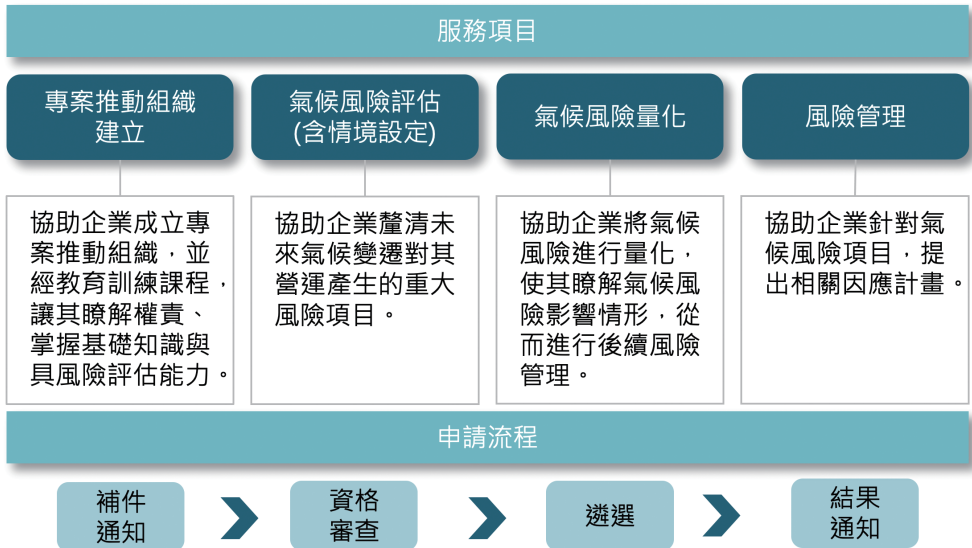 服務項目
專案推動組織
建立
協助企業成立專
案推動組織，並
經教育訓練課程，
讓其瞭解權責、
掌握基礎知識與
具風險評估能力。
氣候風險評估
(含情境設定)
協助企業釐清未
來氣候變遷對其
營運產生的重大
風險項目。
氣候風險量化
協助企業將氣候
風險進行量化，
使其瞭解氣候風
險影響情形，從
而進行後續風險
管理。
風險管理
協助企業針對氣
候風險項目，提
出相關因應計畫。
申請流程
補件
通知
資格
審查
遴選
結果
通知